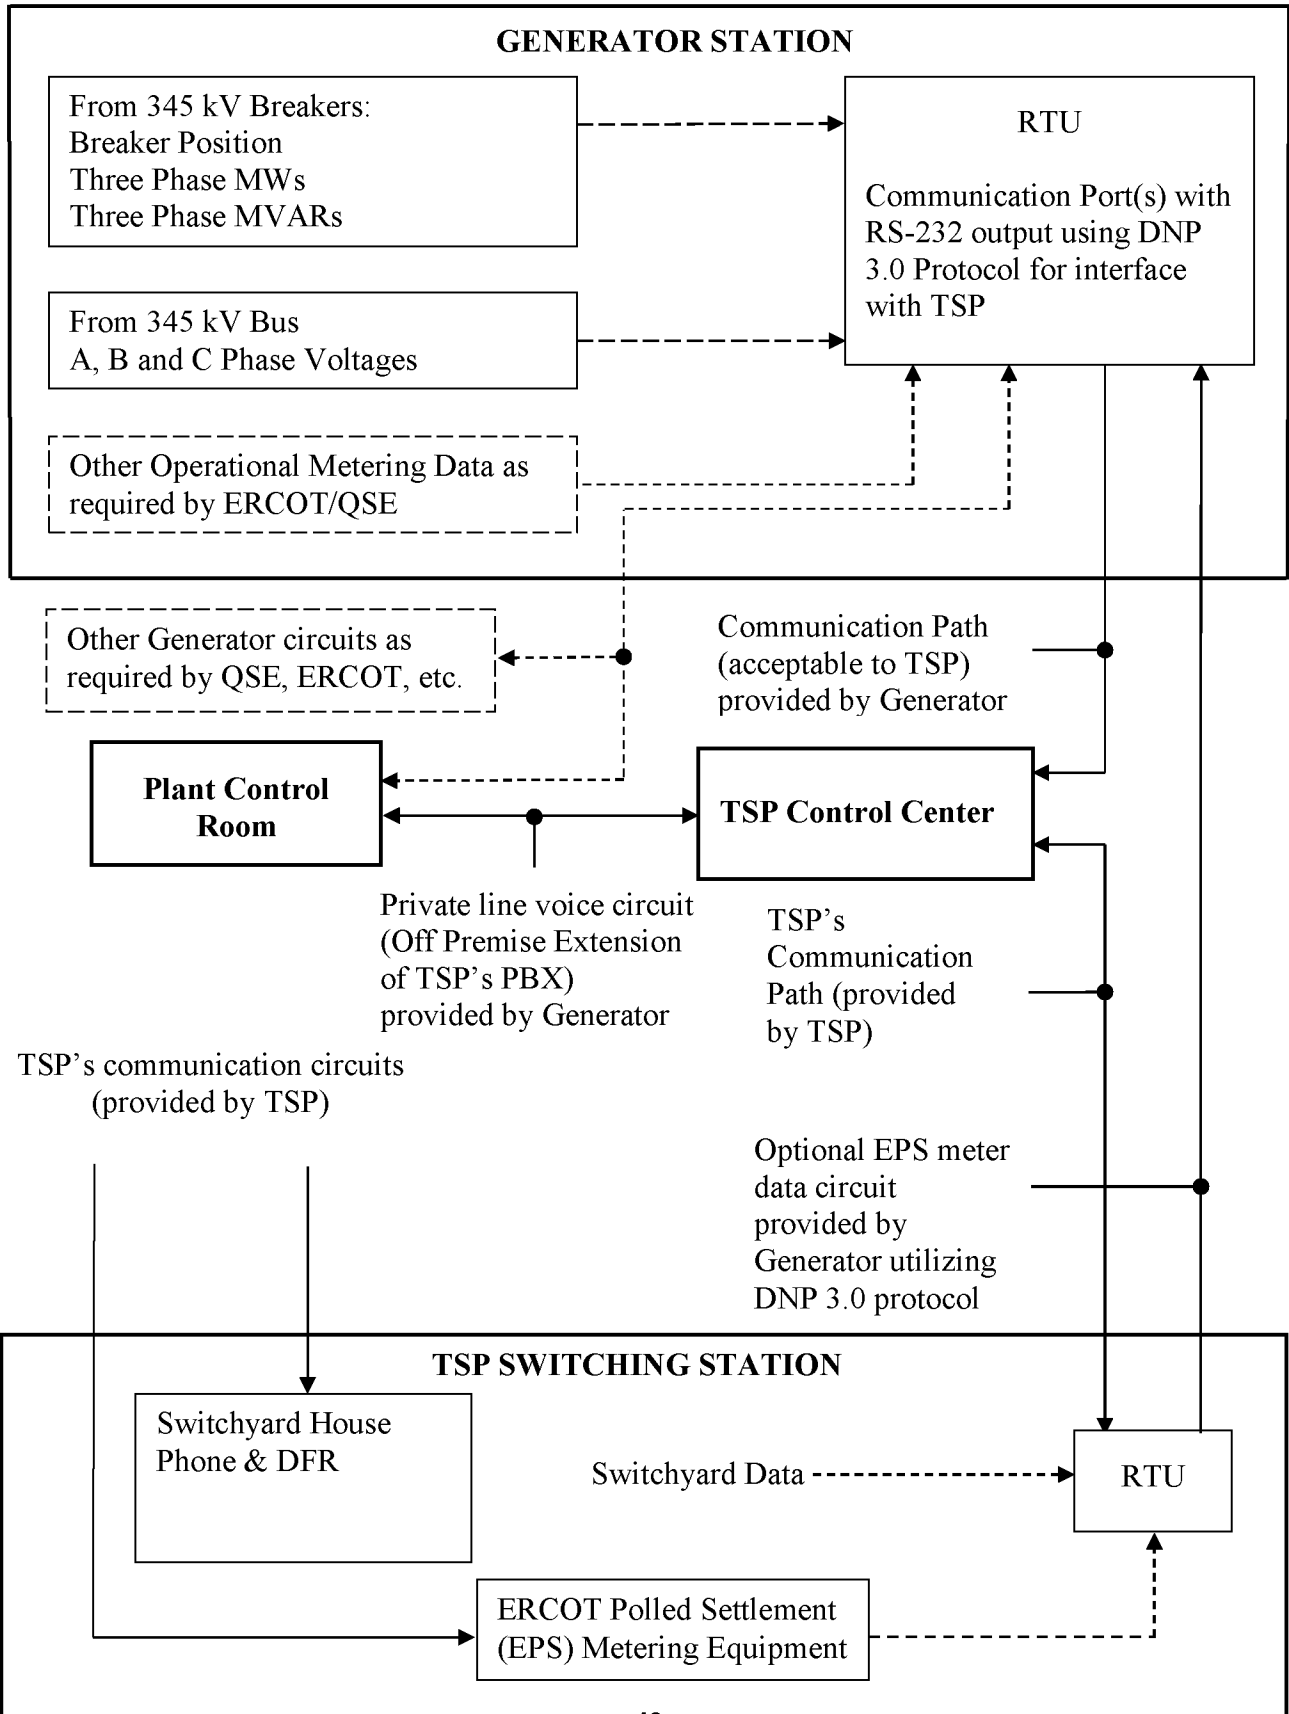 GENERATOR STATION
From 345 kV Breakers:
Breaker Position
Three Phase MWs
Three Phase MVARs
RTU
Communication Port(s) with
RS-232 output using DNP
3.0 Protocol for interface
with TSP
From 345 kV Bus
A, B and C Phase Voltages
Other Operational Metering Data as
required by ERCOT/QSE
Other Generator circuits as
required by QSE, ERCOT, etc.
Communication Path
(acceptable to TSP)
provided by Generator
Plant Control
Room
TSP Control Center
Private line voice circuit
(Off Premise Extension
of TSP’s PBX)
provided by Generator
TSP’s
Communication
Path (provided
by TSP)
TSP’s communication circuits
(provided by TSP)
Optional EPS meter
data circuit
provided by
Generator utilizing
DNP 3.0 protocol
TSP SWITCHING STATION
Switchyard House
Phone & DFR
Switchyard Data
RTU
ERCOT Polled Settlement
(EPS) Metering Equipment